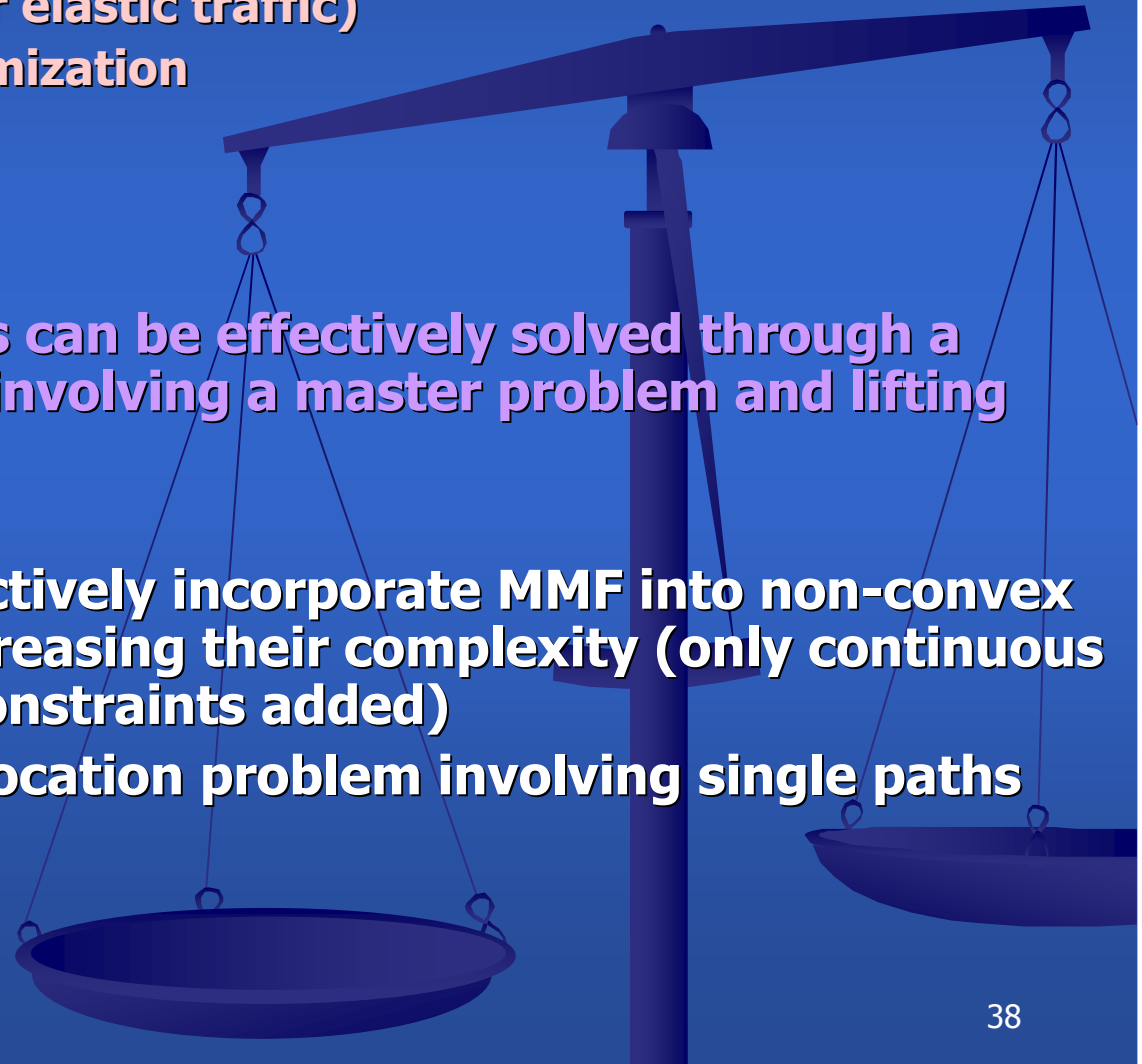 r elastic traffic)
mization
s can be effectively solved through a
involving a master problem and lifting
ctively incorporate MMF into non-convex
reasing their complexity (only continuous
onstraints added)
ocation problem involving single paths
38